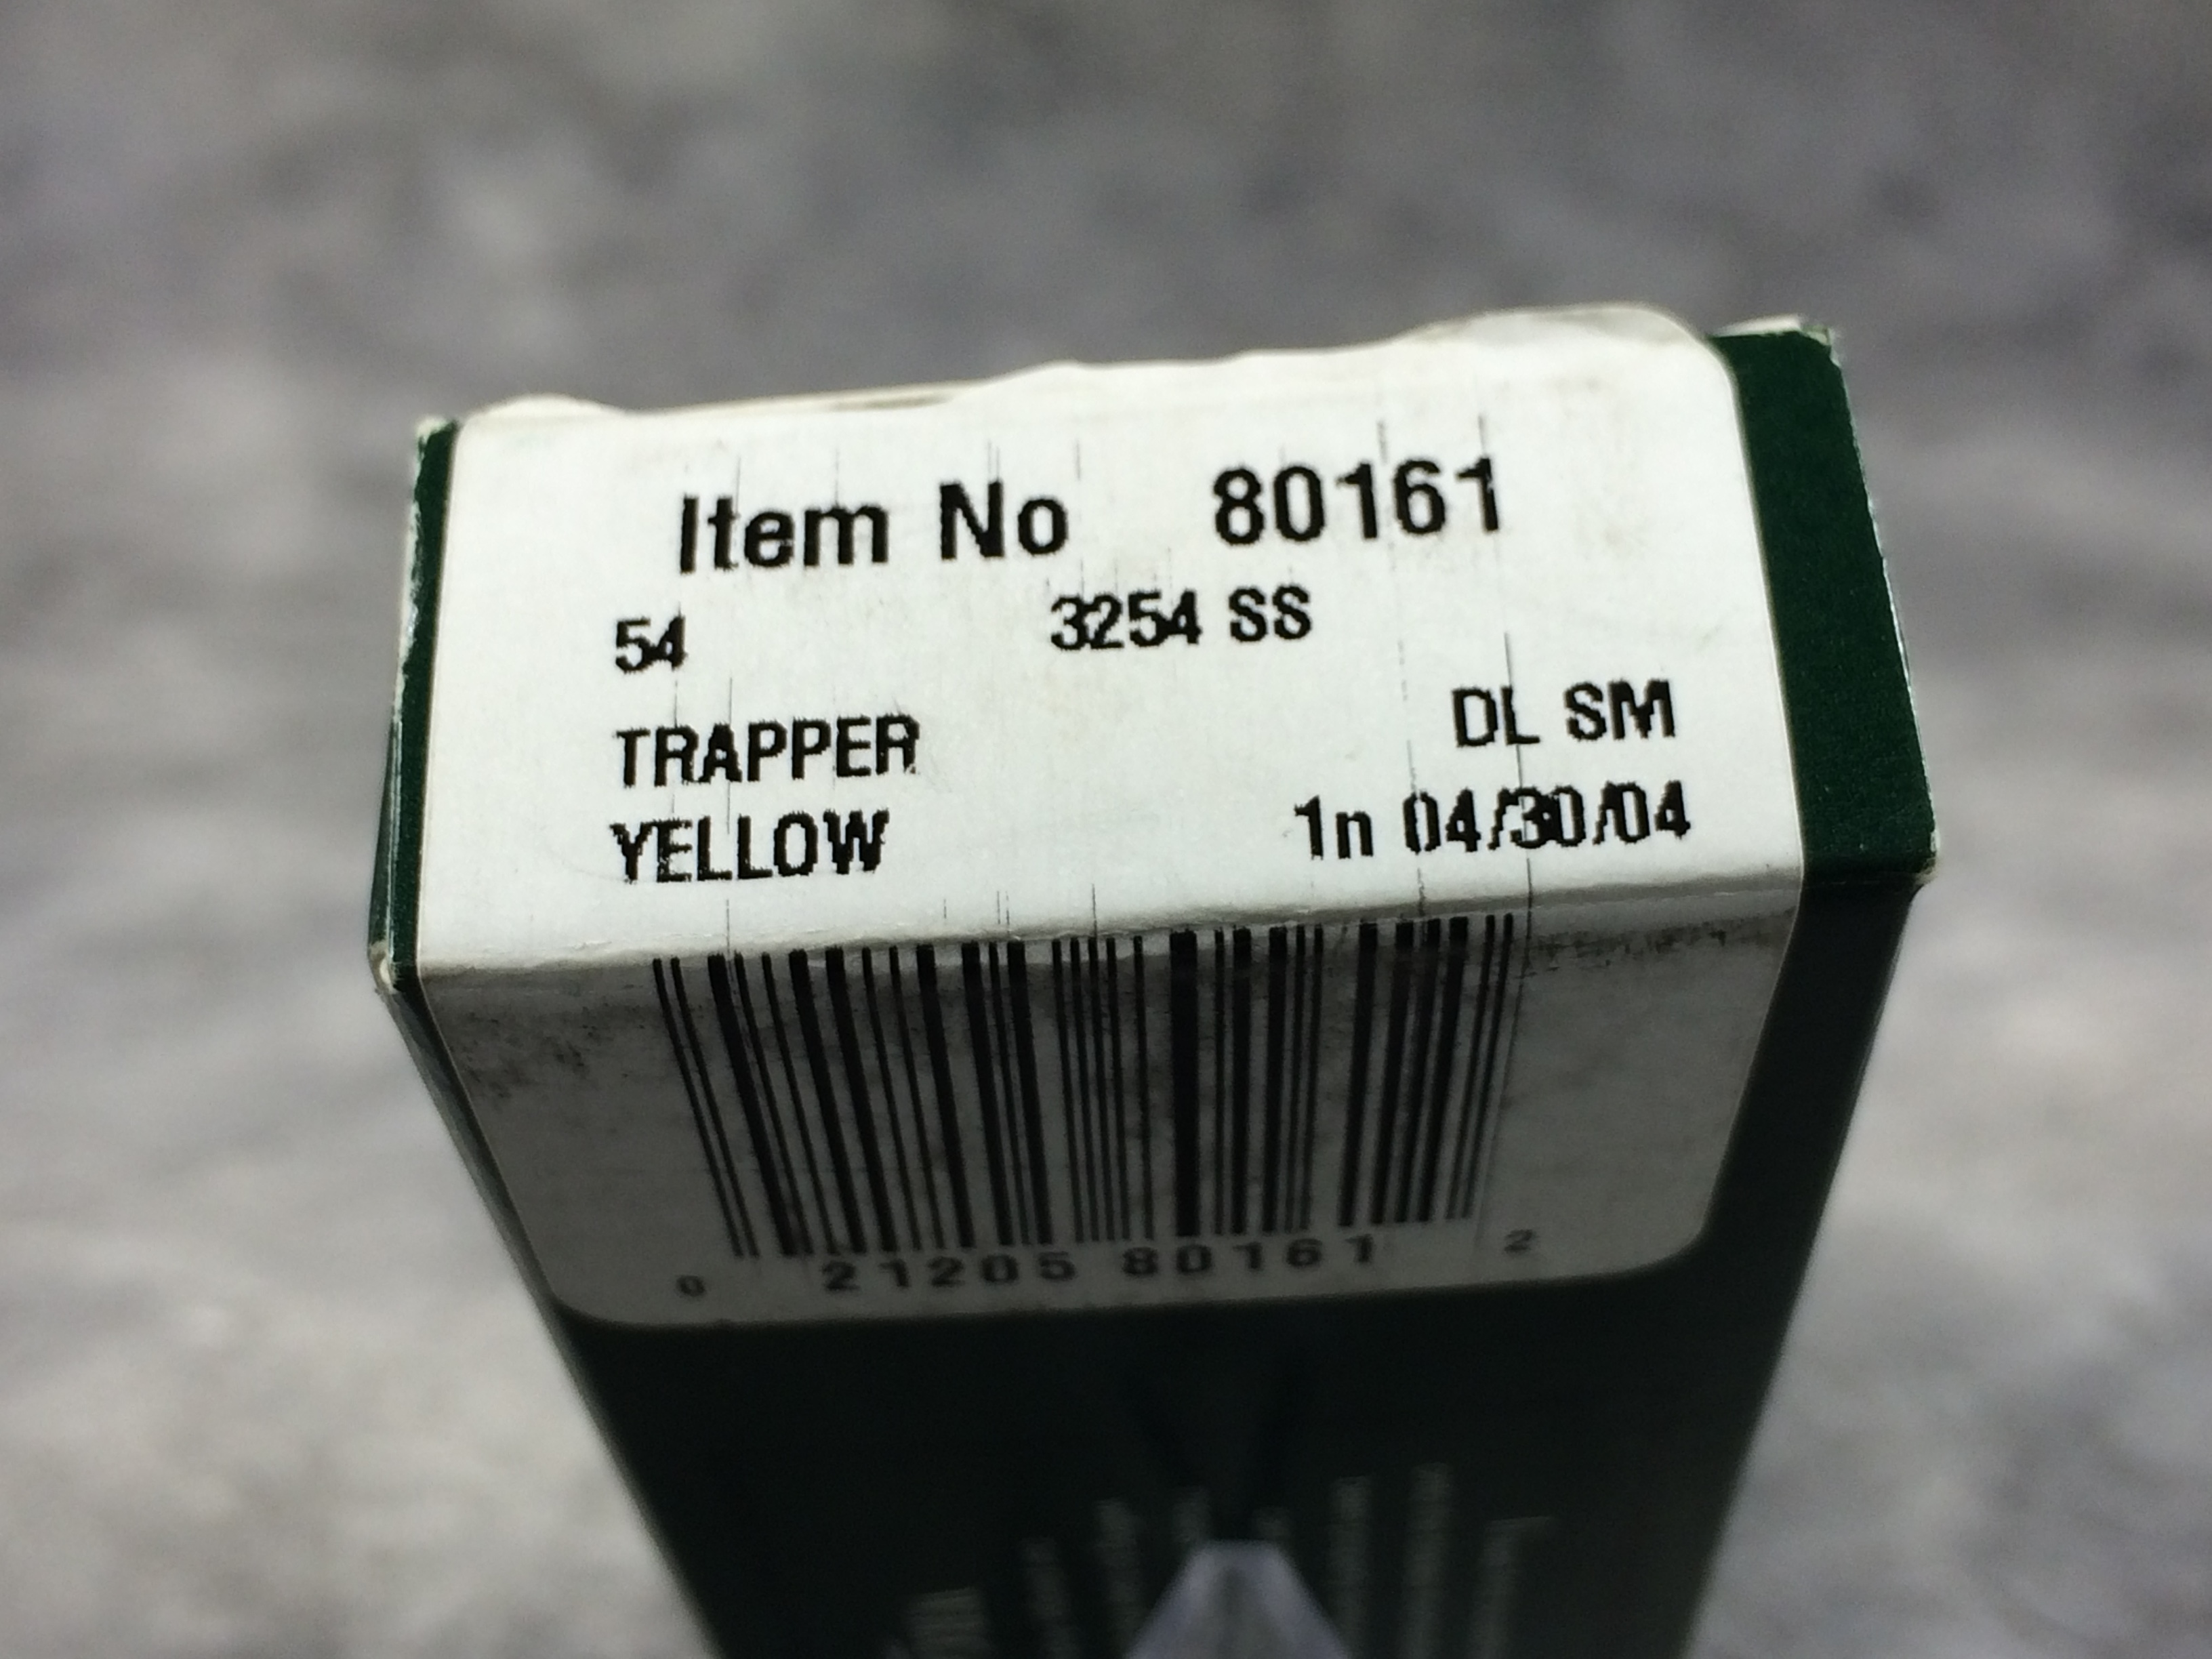 Item No 80161
54 3254 SS
DL SM
TRAPPER
YELLOW 1n 04/30/04
0 21205 80161 2